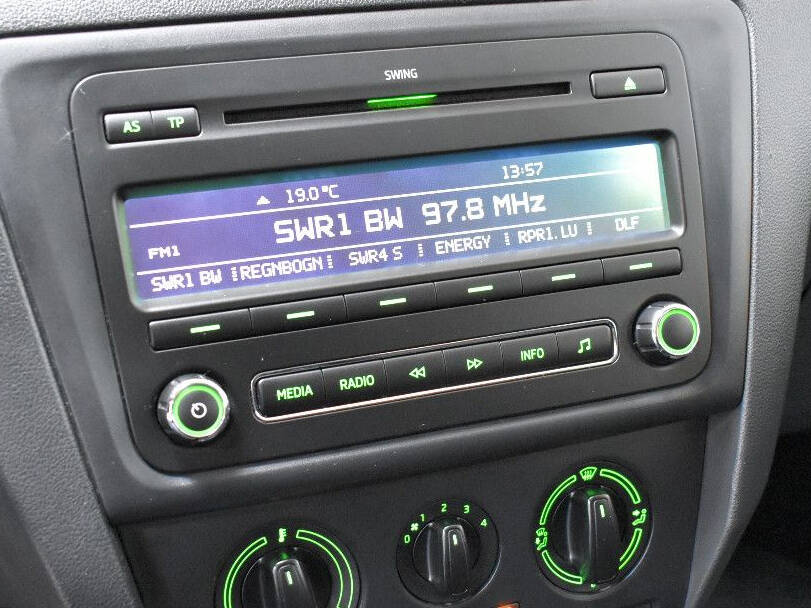 SWING
AS TP
19.0°C 13:57
SWR1 BW 97.8 MHz
FM1
SWR1 BW REGNBOGN SWR4 S ENERGY RPR1.LU DLF
MEDIA RADIO INFO
0 1 2 3 4